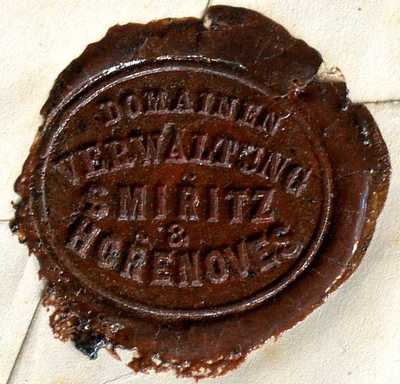 DOMAINEN
VERWALTUNG
SMIŘITZ
&
HOŘENOVES